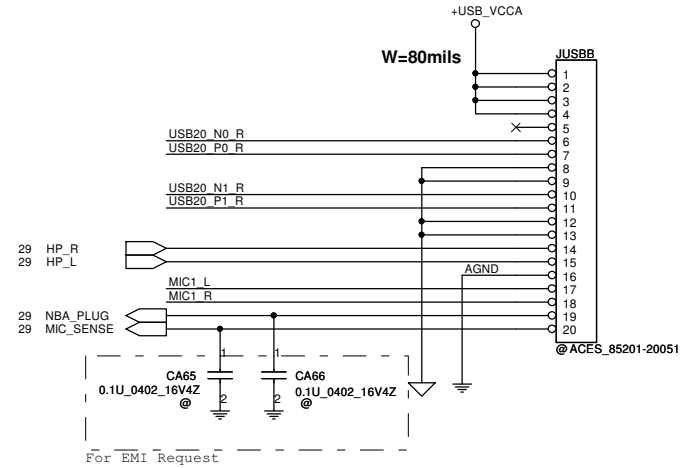 +USB_VCCA
W=80mils
JUSBB
1
2
3
4
5
USB20_N0_R
6
USB20_P0_R
7
8
9
USB20_N1_R
10
USB20_P1_R
11
12
13
29 HP_R
14
29 HP_L
15
AGND
16
MIC1_L
17
MIC1_R
18
29 NBA_PLUG
19
29 MIC_SENSE
20
@ ACES_85201-20051
1
1
CA65
0.1U_0402_16V4Z
@
2
CA66
0.1U_0402_16V4Z
@
2
For EMI Request